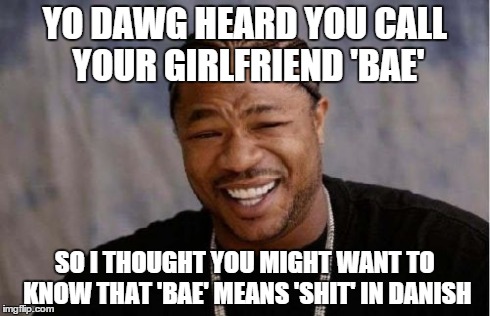 YO DAWG HEARD YOU CALL
YOUR GIRLFRIEND 'BAE'
SO I THOUGHT YOU MIGHT WANT TO
KNOW THAT 'BAE' MEANS 'SHIT' IN DANISH
imgflip.com